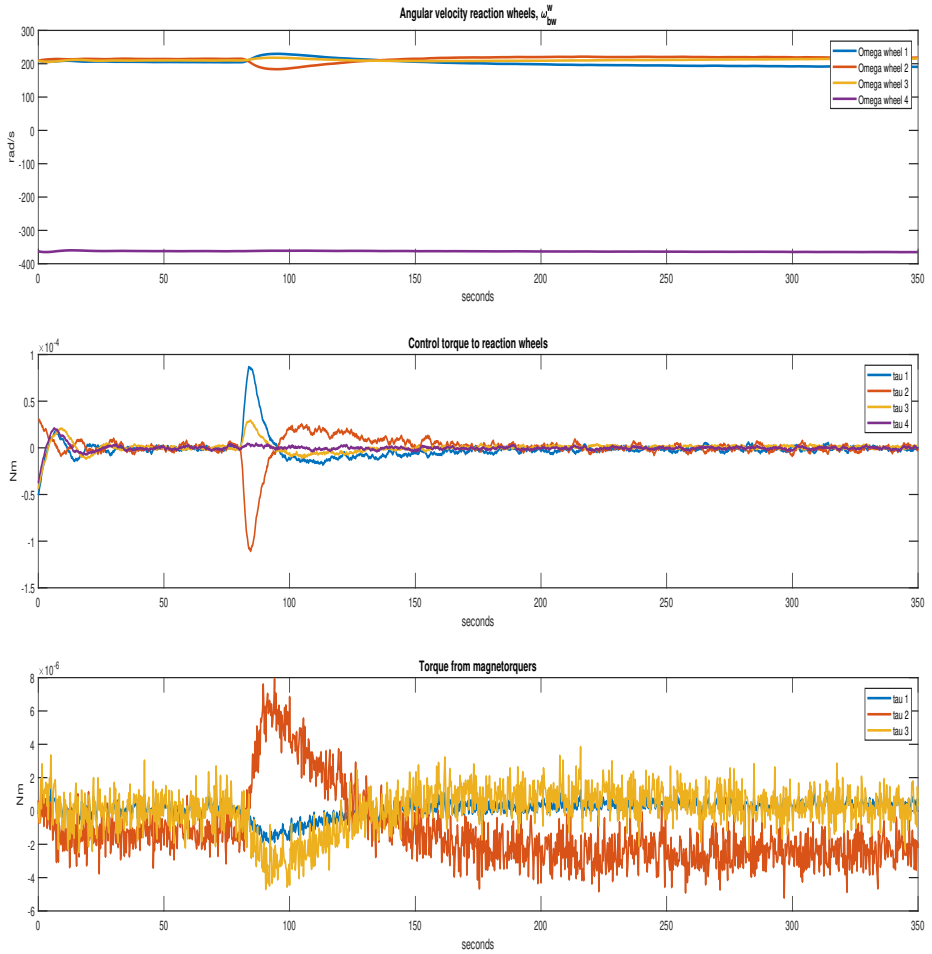 Angular velocity reaction wheels, ω_bw^w
300
200
100
0
-100
-200
-300
-400
rad/s
Omega wheel 1
Omega wheel 2
Omega wheel 3
Omega wheel 4
0 50 100 150 200 250 300 350
seconds
Control torque to reaction wheels
×10^-4
1
0.5
0
-0.5
-1
-1.5
Nm
tau 1
tau 2
tau 3
tau 4
0 50 100 150 200 250 300 350
seconds
Torque from magnetorquers
×10^-6
8
6
4
2
0
-2
-4
-6
Nm
tau 1
tau 2
tau 3
0 50 100 150 200 250 300 350
seconds